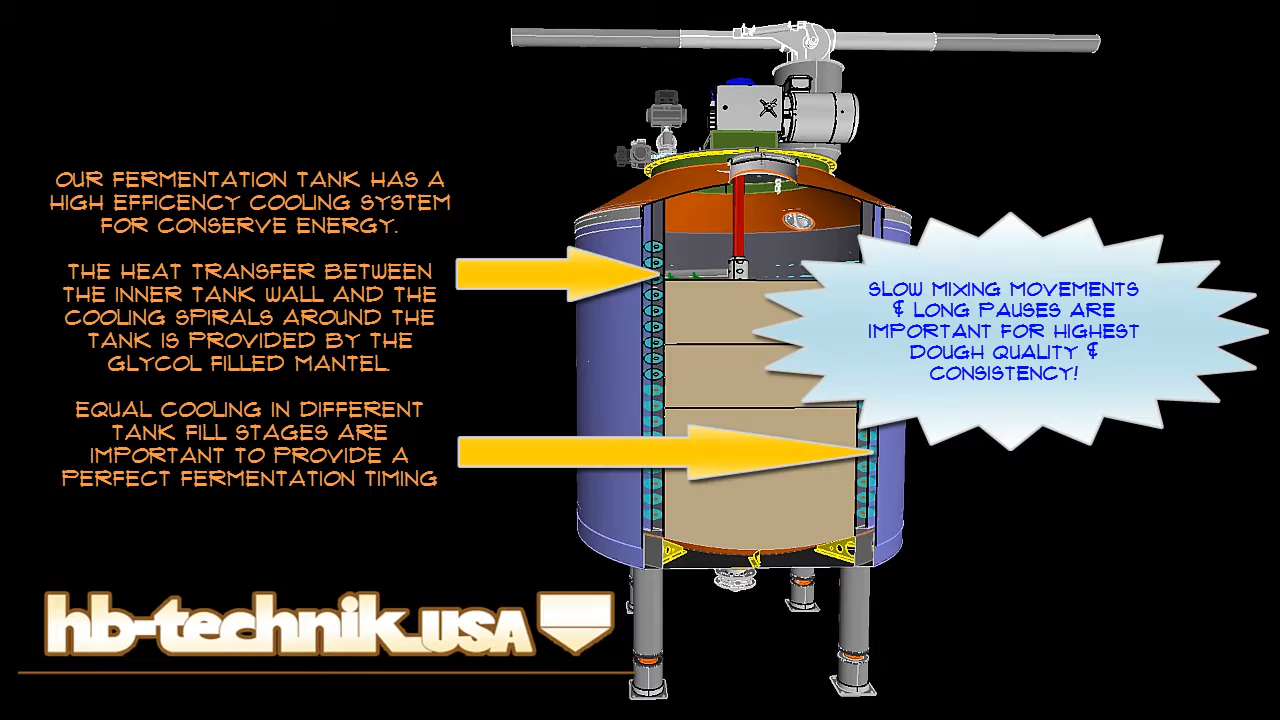 OUR FERMENTATION TANK HAS A
HIGH EFFICENCY COOLING SYSTEM
FOR CONSERVE ENERGY.
THE HEAT TRANSFER BETWEEN
THE INNER TANK WALL AND THE
COOLING SPIRALS AROUND THE
TANK IS PROVIDED BY THE
GLYCOL FILLED MANTEL.
EQUAL COOLING IN DIFFERENT
TANK FILL STAGES ARE
IMPORTANT TO PROVIDE A
PERFECT FERMENTATION TIMING
SLOW MIXING MOVEMENTS
& LONG PAUSES ARE
IMPORTANT FOR HIGHEST
DOUGH QUALITY &
CONSISTENCY!
hb-technik.USA